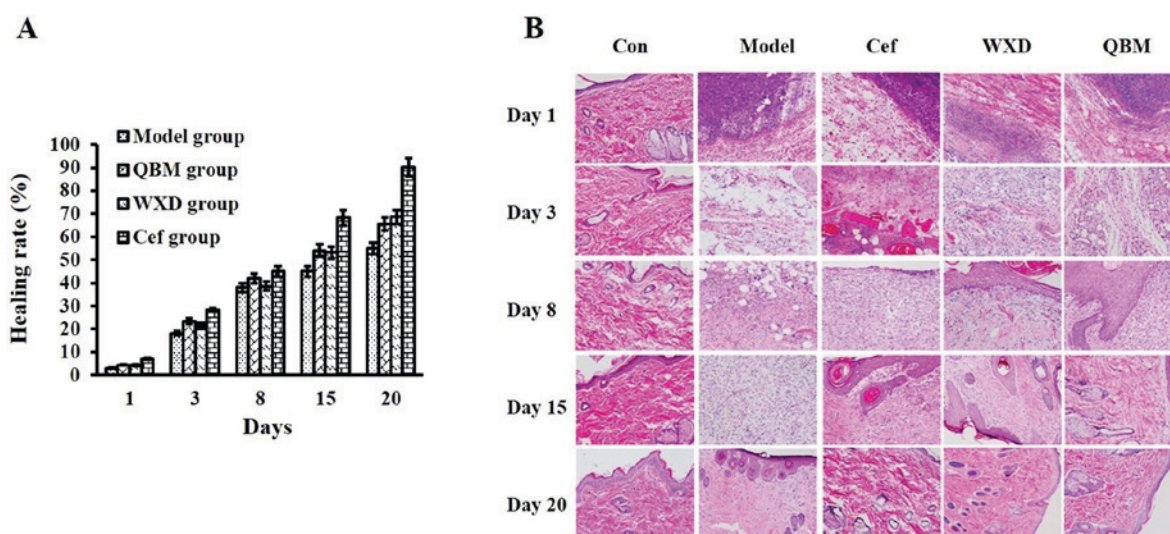 A
Healing rate (%)
100
90
80
70
60
50
40
30
20
10
0
Model group
QBM group
WXD group
Cef group
1 3 8 15 20
Days
B
Con Model Cef WXD QBM
Day 1
Day 3
Day 8
Day 15
Day 20